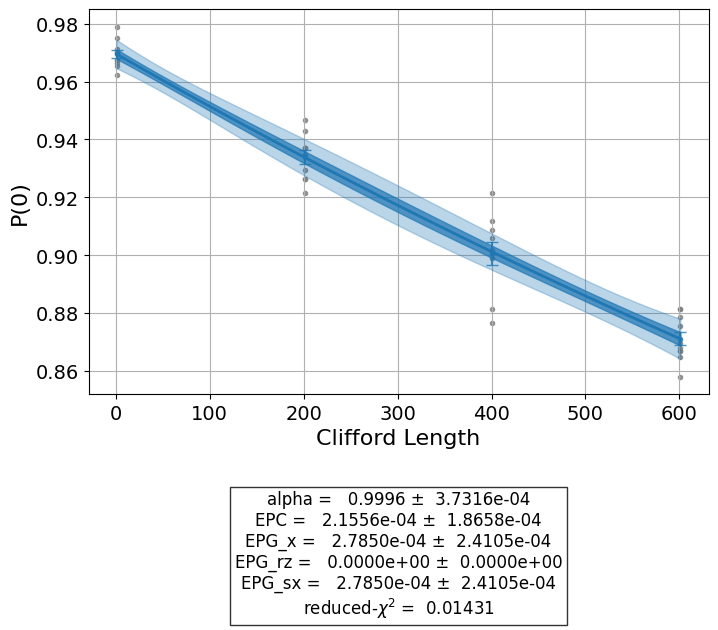 0.98
0.96
0.94
0.92
0.90
0.88
0.86
P(0)
0 100 200 300 400 500 600
Clifford Length
alpha = 0.9996 ± 3.7316e-04
EPC = 2.1556e-04 ± 1.8658e-04
EPG_x = 2.7850e-04 ± 2.4105e-04
EPG_rz = 0.0000e+00 ± 0.0000e+00
EPG_sx = 2.7850e-04 ± 2.4105e-04
reduced-χ² = 0.01431